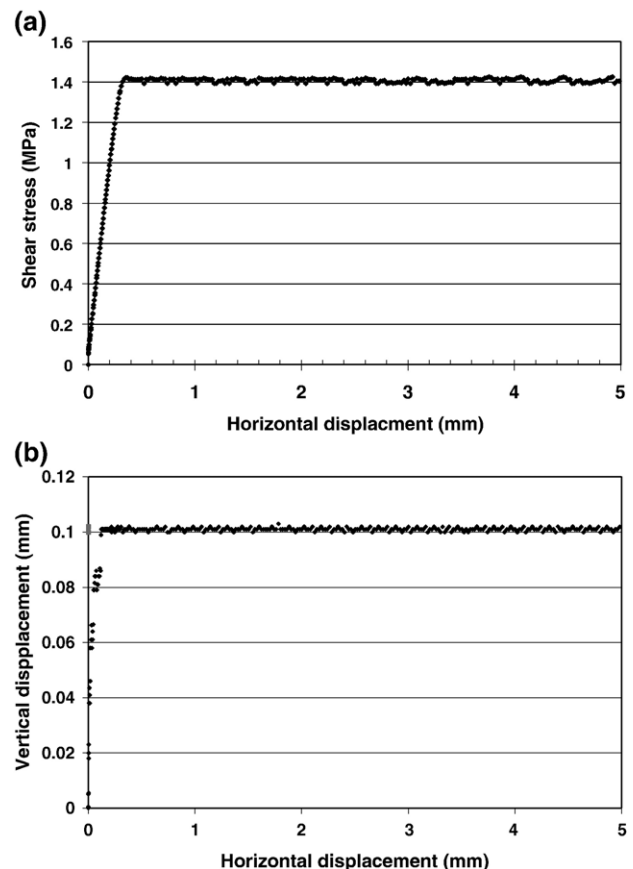 (a)
1.6
1.4
1.2
1
0.8
0.6
0.4
0.2
0
Shear stress (MPa)
0 1 2 3 4 5
Horizontal displacment (mm)
(b)
0.12
0.1
0.08
0.06
0.04
0.02
0
Vertical dispplacement (mm)
0 1 2 3 4 5
Horizontal displacement (mm)